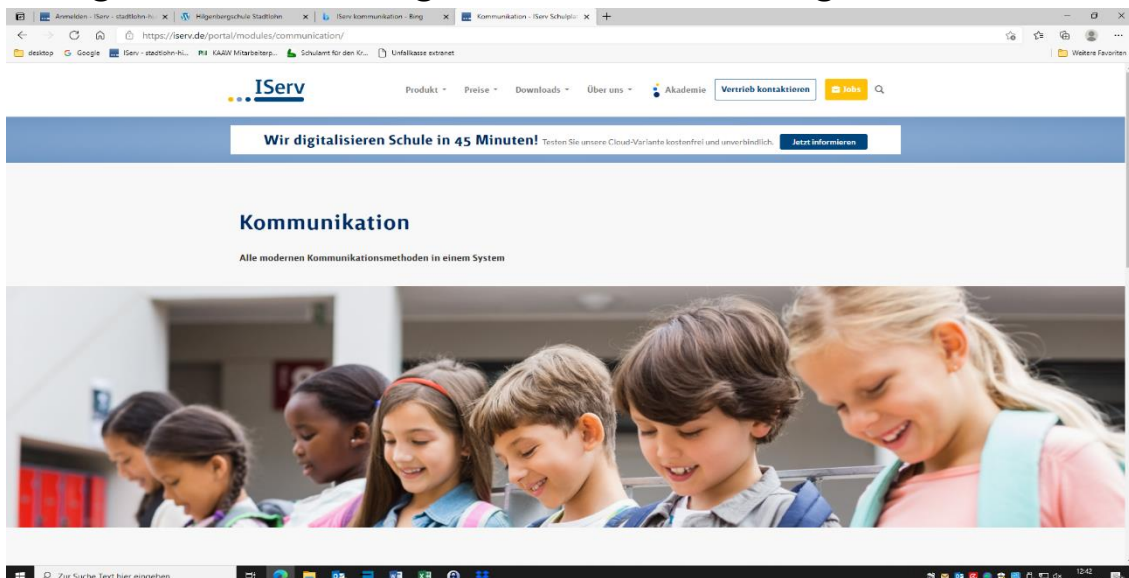 Anmelden - IServ - stadtlohn-hi
Hilgenbergschule Stadtlohn
IServ kommunikation - Bing
Kommunikation - IServ Schulplat
https://iserv.de/portal/modules/communication/
desktop
Google
IServ - stadtlohn-hi...
KAAW Mitarbeiterp...
Schulamt für den Kr...
Unfallkasse extranet
Weitere Favoriten
IServ
Produkt
Preise
Downloads
Über uns
Akademie
Vertrieb kontaktieren
Jobs
Wir digitalisieren Schule in 45 Minuten! Testen Sie unsere Cloud-Variante kostenfrei und unverbindlich.
Jetzt informieren
Kommunikation
Alle modernen Kommunikationsmethoden in einem System
Zur Suche Text hier eingeben
12:42